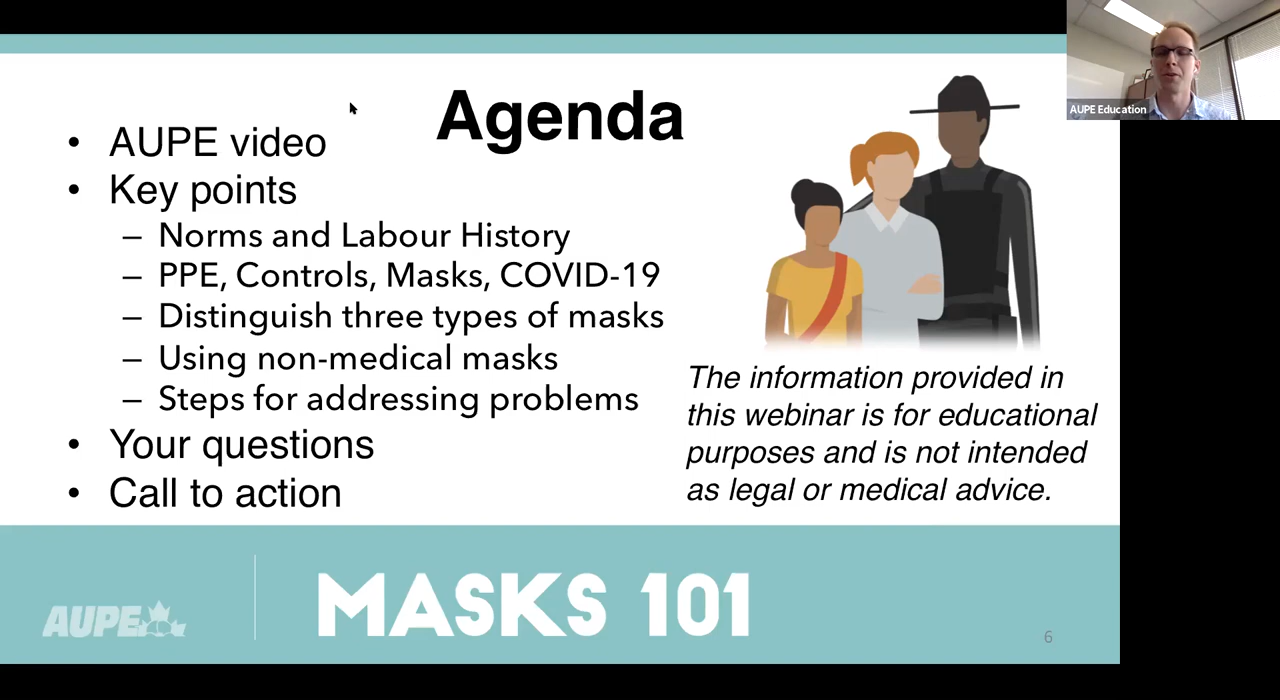 Agenda
• AUPE video
• Key points
– Norms and Labour History
– PPE, Controls, Masks, COVID-19
– Distinguish three types of masks
– Using non-medical masks
– Steps for addressing problems
• Your questions
• Call to action
The information provided in
this webinar is for educational
purposes and is not intended
as legal or medical advice.
AUPE
MASKS 101
6
AUPE Education